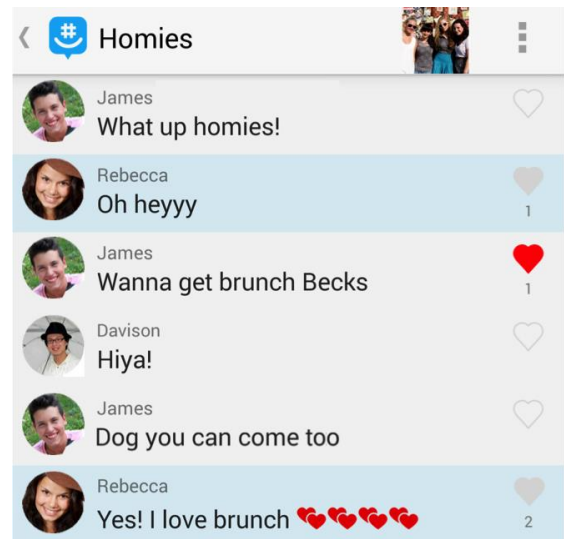 Homies
James
What up homies!
Rebecca
Oh heyyy
1
James
Wanna get brunch Becks
1
Davison
Hiya!
James
Dog you can come too
Rebecca
Yes! I love brunch 💕💕💕💕
2